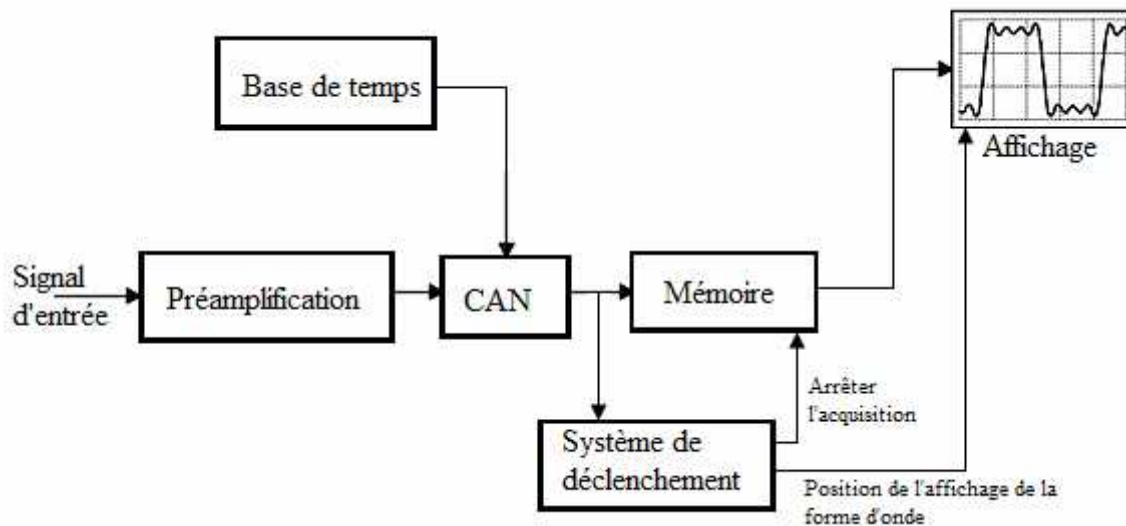 Base de temps
Affichage
Signal
d'entrée
Préamplification
CAN
Mémoire
Arrêter
l'acquisition
Système de
déclenchement
Position de l'affichage de la
forme d'onde